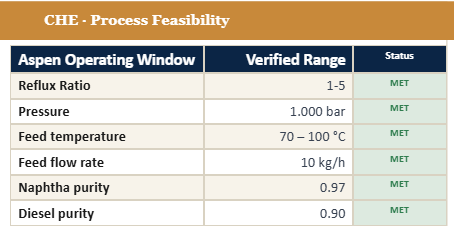 CHE - Process Feasibility
Aspen Operating Window Verified Range Status
Reflux Ratio 1-5 MET
Pressure 1.000 bar MET
Feed temperature 70 – 100 °C MET
Feed flow rate 10 kg/h MET
Naphtha purity 0.97 MET
Diesel purity 0.90 MET